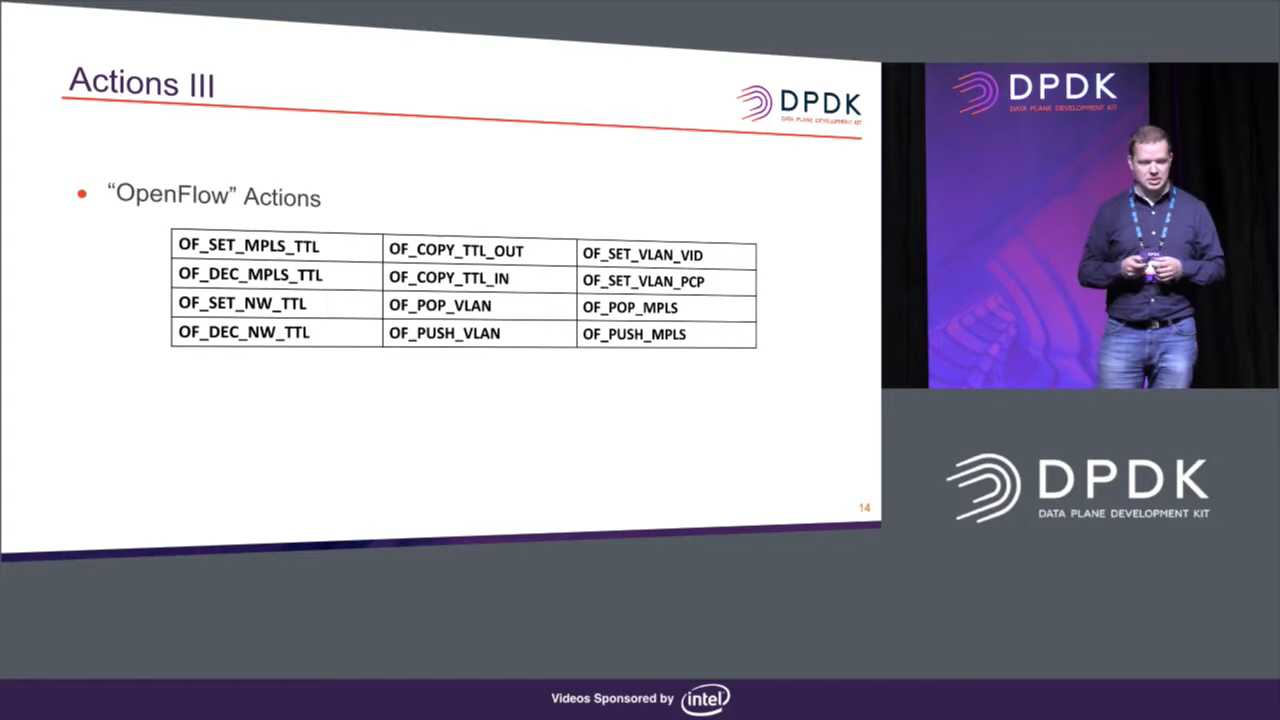 Actions III
DPDK
DATA PLANE DEVELOPMENT KIT
• “OpenFlow” Actions
OF_SET_MPLS_TTL OF_COPY_TTL_OUT OF_SET_VLAN_VID
OF_DEC_MPLS_TTL OF_COPY_TTL_IN OF_SET_VLAN_PCP
OF_SET_NW_TTL OF_POP_VLAN OF_POP_MPLS
OF_DEC_NW_TTL OF_PUSH_VLAN OF_PUSH_MPLS
14
DPDK
DATA PLANE DEVELOPMENT KIT
DPDK
DATA PLANE DEVELOPMENT KIT
Videos Sponsored by intel